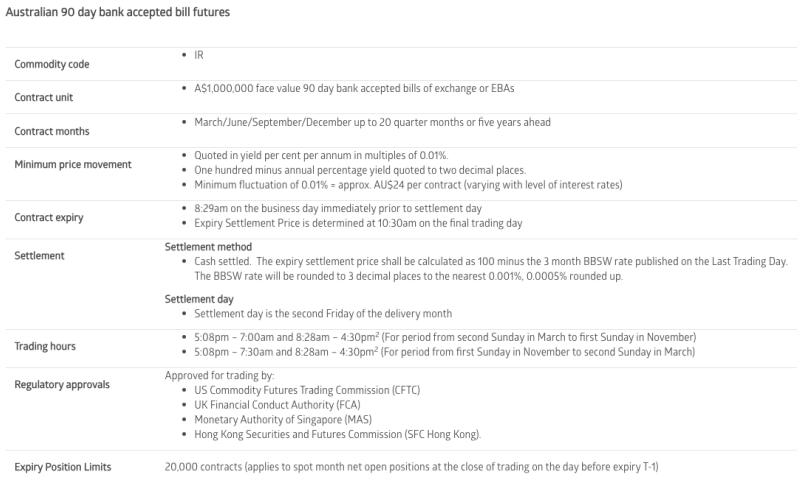 Australian 90 day bank accepted bill futures
Commodity code
• IR
Contract unit
• A$1,000,000 face value 90 day bank accepted bills of exchange or EBAs
Contract months
• March/June/September/December up to 20 quarter months or five years ahead
Minimum price movement
• Quoted in yield per cent per annum in multiples of 0.01%.
• One hundred minus annual percentage yield quoted to two decimal places.
• Minimum fluctuation of 0.01% = approx. AU$24 per contract (varying with level of interest rates)
Contract expiry
• 8:29am on the business day immediately prior to settlement day
• Expiry Settlement Price is determined at 10:30am on the final trading day
Settlement
Settlement method
• Cash settled. The expiry settlement price shall be calculated as 100 minus the 3 month BBSW rate published on the Last Trading Day.
The BBSW rate will be rounded to 3 decimal places to the nearest 0.001%, 0.0005% rounded up.
Settlement day
• Settlement day is the second Friday of the delivery month
Trading hours
• 5:08pm – 7:00am and 8:28am – 4:30pm² (For period from second Sunday in March to first Sunday in November)
• 5:08pm – 7:30am and 8:28am – 4:30pm² (For period from first Sunday in November to second Sunday in March)
Regulatory approvals
Approved for trading by:
• US Commodity Futures Trading Commission (CFTC)
• UK Financial Conduct Authority (FCA)
• Monetary Authority of Singapore (MAS)
• Hong Kong Securities and Futures Commission (SFC Hong Kong).
Expiry Position Limits
20,000 contracts (applies to spot month net open positions at the close of trading on the day before expiry T-1)